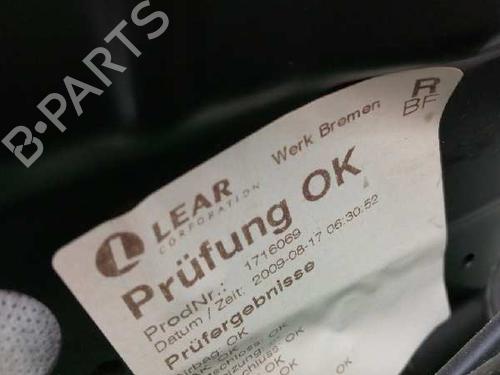 B-PARTS
R
BF
LEAR
CORPORATION
Werk Bremen
Prüfung OK
ProdNr.: 1716069
Datum / Zeit: 2009-08-17 06:30:52
Prüfergebnisse
Airbag OK
OK
OK
OK